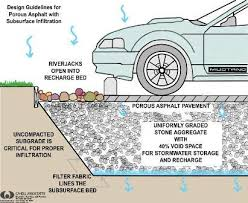 Design Guidelines for
Porous Asphalt with
Subsurface Infiltration
RIVERJACKS
OPEN INTO
RECHARGE BED
MUSTANG
POROUS ASPHALT PAVEMENT
UNCOMPACTED
SUBGRADE IS
CRITICAL FOR PROPER
INFILTRATION
UNIFORMLY GRADED
STONE AGGREGATE
WITH
40% VOID SPACE
FOR STORMWATER STORAGE
AND RECHARGE
FILTER FABRIC
LINES THE
SUBSURFACE BED
CAHILL ASSOCIATES